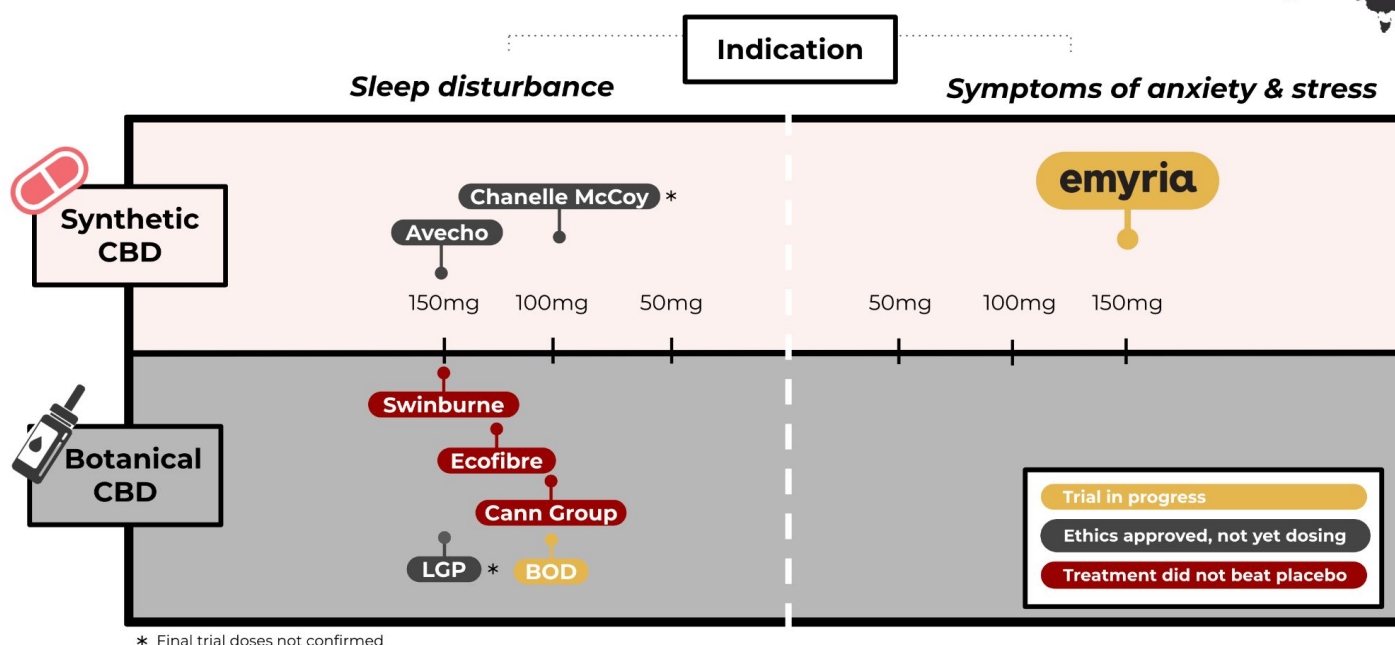 Indication
Sleep disturbance
Symptoms of anxiety & stress
Synthetic
CBD
Chanelle McCoy *
Avecho
emyria
150mg 100mg 50mg 50mg 100mg 150mg
Botanical
CBD
Swinburne
Ecofibre
Cann Group
LGP * BOD
Trial in progress
Ethics approved, not yet dosing
Treatment did not beat placebo
* Final trial doses not confirmed